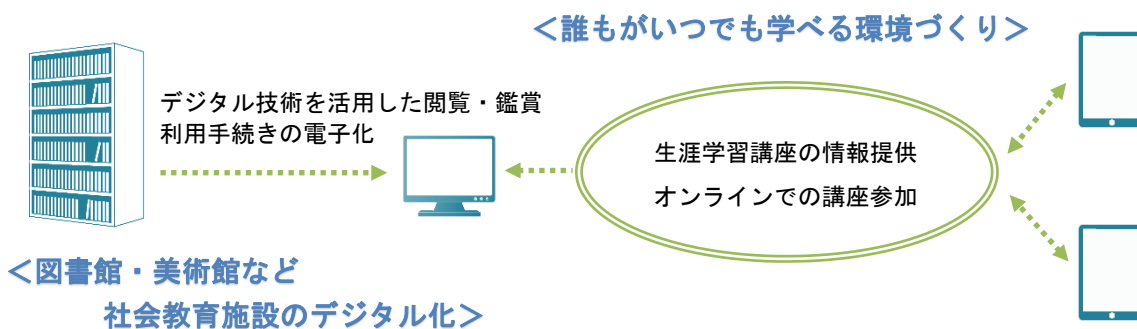 ＜誰もがいつでも学べる環境づくり＞
デジタル技術を活用した閲覧・鑑賞
利用手続きの電子化
生涯学習講座の情報提供
オンラインでの講座参加
＜図書館・美術館など
社会教育施設のデジタル化＞